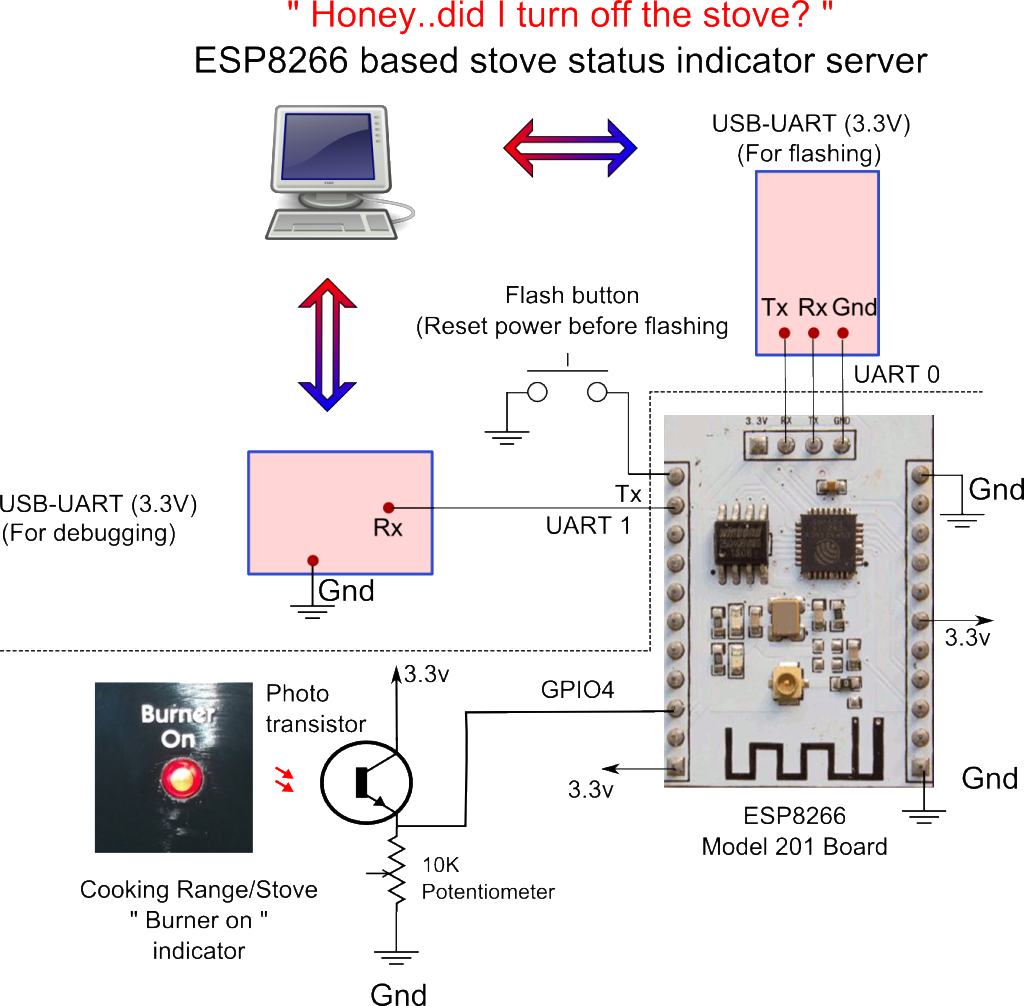 " Honey..did I turn off the stove? "
ESP8266 based stove status indicator server
USB-UART (3.3V)
(For flashing)
Tx Rx Gnd
UART 0
Flash button
(Reset power before flashing
3.3V RX TX GND
Gnd
Tx
UART 1
USB-UART (3.3V)
(For debugging)
Rx
Gnd
3.3v
3.3v
GPIO4
Photo
transistor
Burner
On
3.3v
Gnd
ESP8266
Model 201 Board
10K
Potentiometer
Cooking Range/Stove
" Burner on "
indicator
Gnd